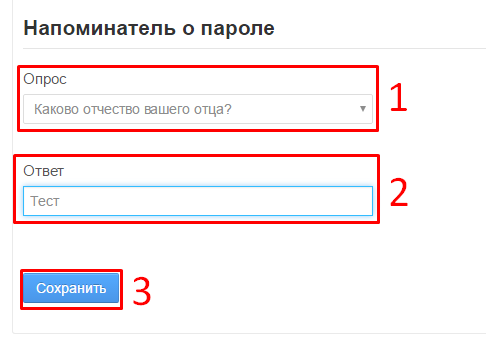 Напоминатель о пароле
Опрос
Каково отчество вашего отца?
1
Ответ
Тест
2
Сохранить
3